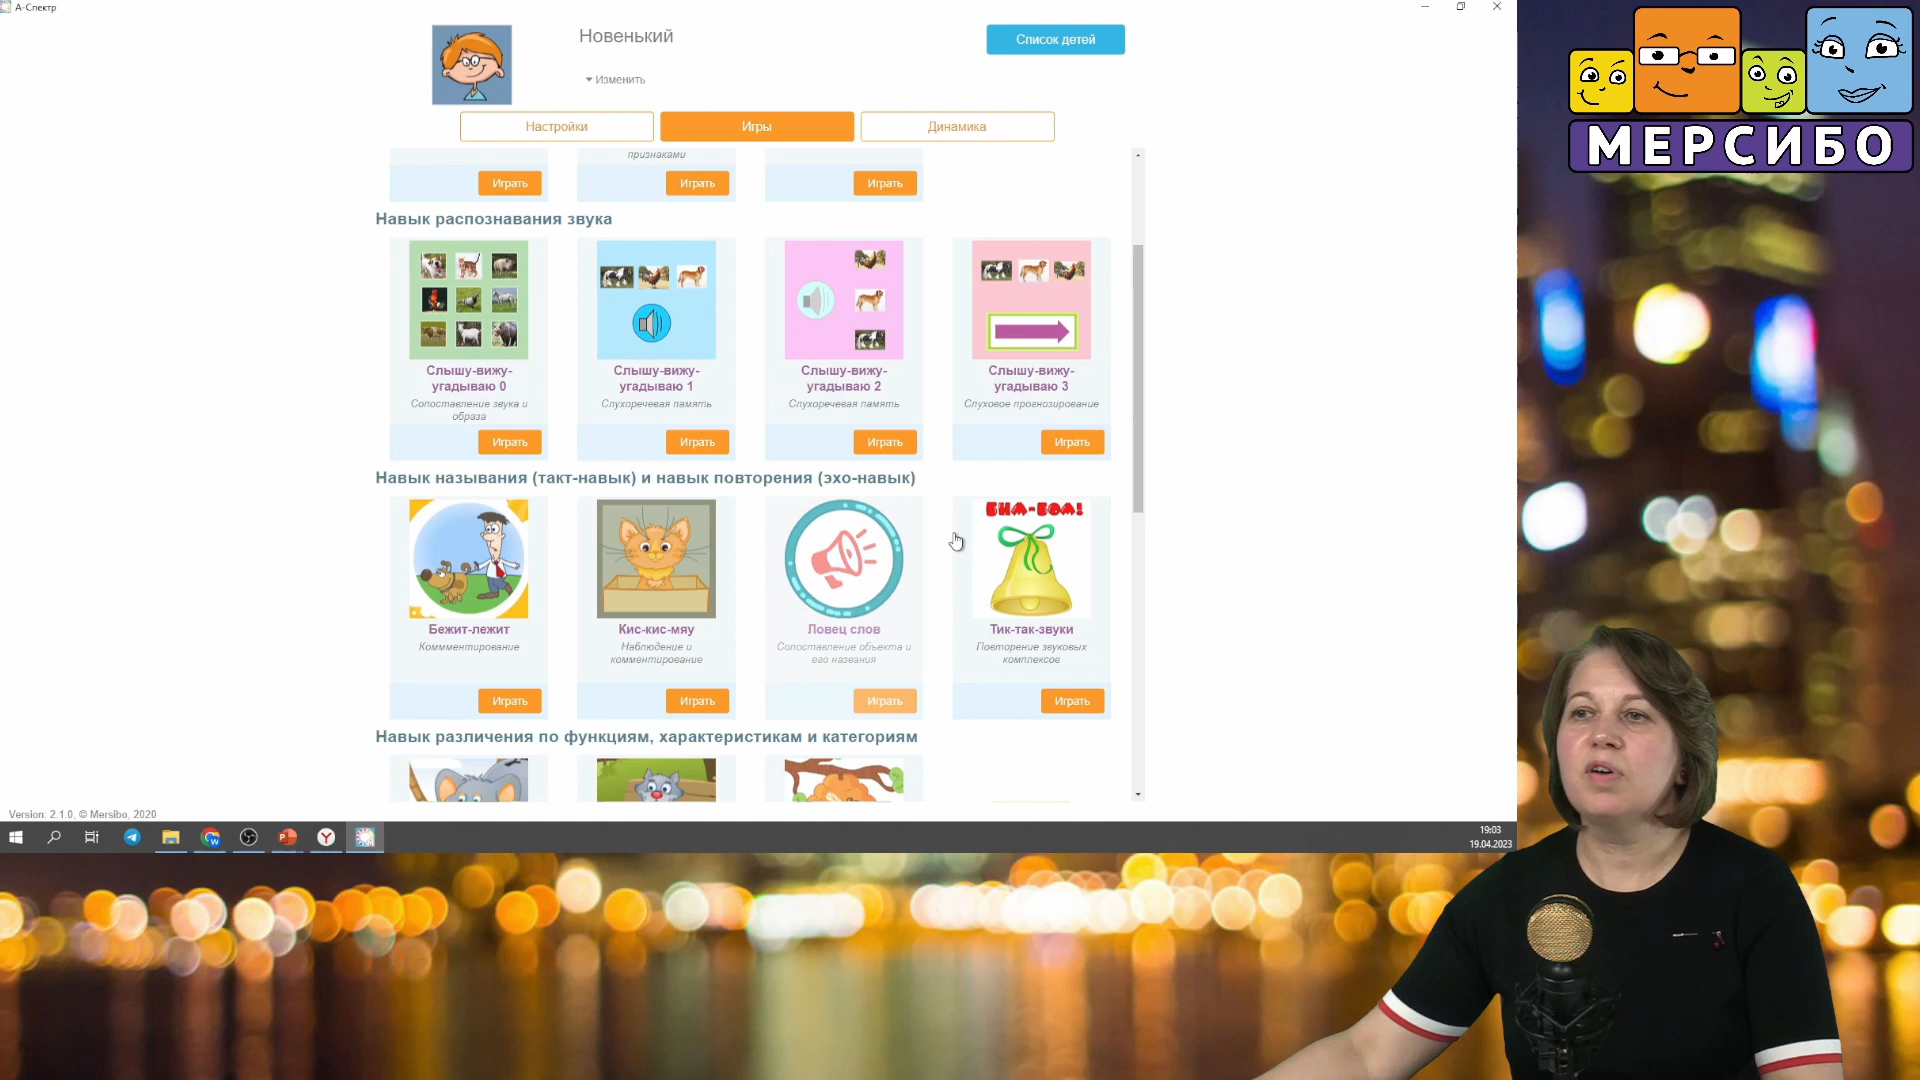 А-Спектр
Новенький
Список детей
Изменить
Настройки
Игры
Динамика
признаками
Играть
Играть
Играть
Навык распознавания звука
Слышу-вижу-
угадываю 0
Сопоставление звука и
образа
Играть
Слышу-вижу-
угадываю 1
Слухоречевая память
Играть
Слышу-вижу-
угадываю 2
Слухоречевая память
Играть
Слышу-вижу-
угадываю 3
Слуховое прогнозирование
Играть
Навык называния (такт-навык) и навык повторения (эхо-навык)
Бежит-лежит
Коммментирование
Играть
Кис-кис-мяу
Наблюдение и
комментирование
Играть
Ловец слов
Сопоставление объекта и
его названия
Играть
БИМ-БОМ!
Тик-так-звуки
Повторение звуковых
комплексов
Играть
Навык различения по функциям, характеристикам и категориям
Version: 2.1.0, © Mersibo, 2020
19:03
19.04.2023
МЕРСИБО